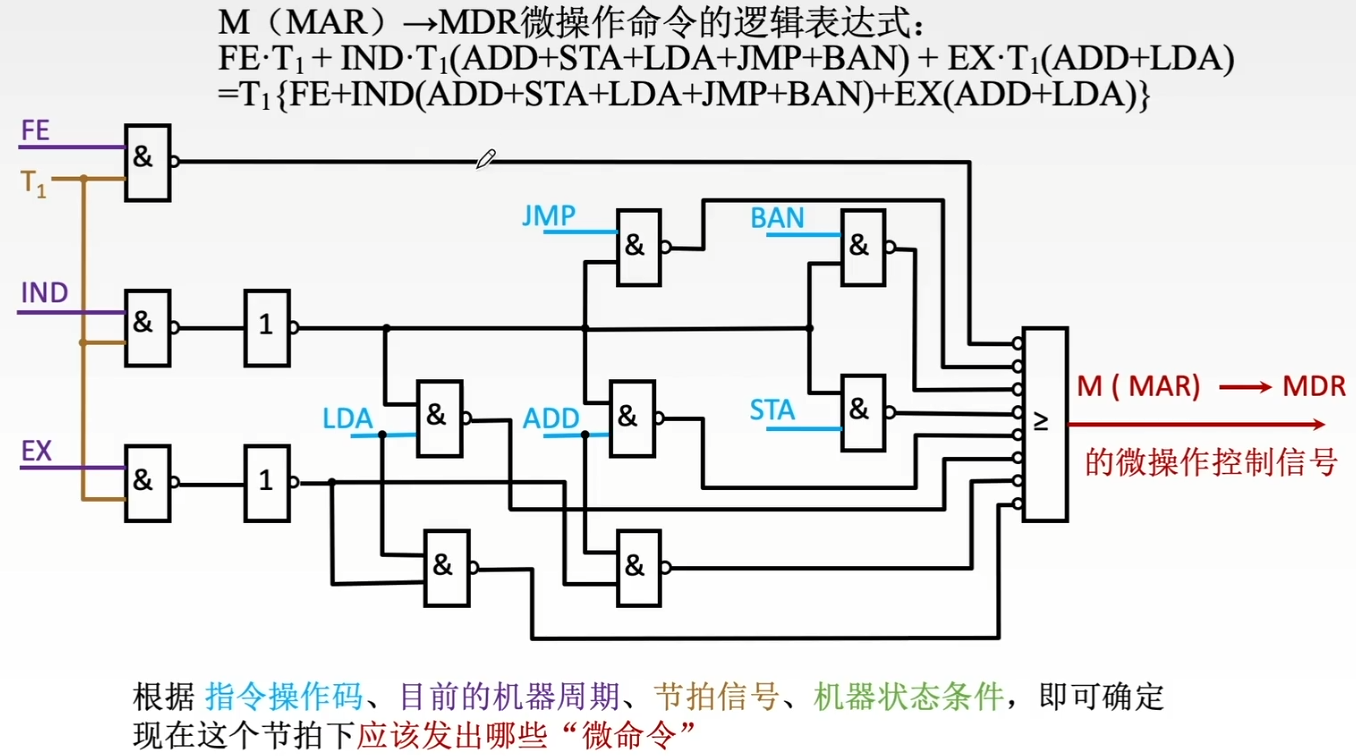 M（MAR）→MDR微操作命令的逻辑表达式：
FE·T₁ + IND·T₁(ADD+STA+LDA+JMP+BAN) + EX·T₁(ADD+LDA)
=T₁{FE+IND(ADD+STA+LDA+JMP+BAN)+EX(ADD+LDA)}
FE
&
T₁
JMP
&
BAN
&
IND
&
1
M ( MAR) → MDR
LDA
&
ADD
&
STA
&
≥
的微操作控制信号
EX
&
1
&
&
根据 指令操作码、目前的机器周期、节拍信号、机器状态条件，即可确定
现在这个节拍下应该发出哪些“微命令”